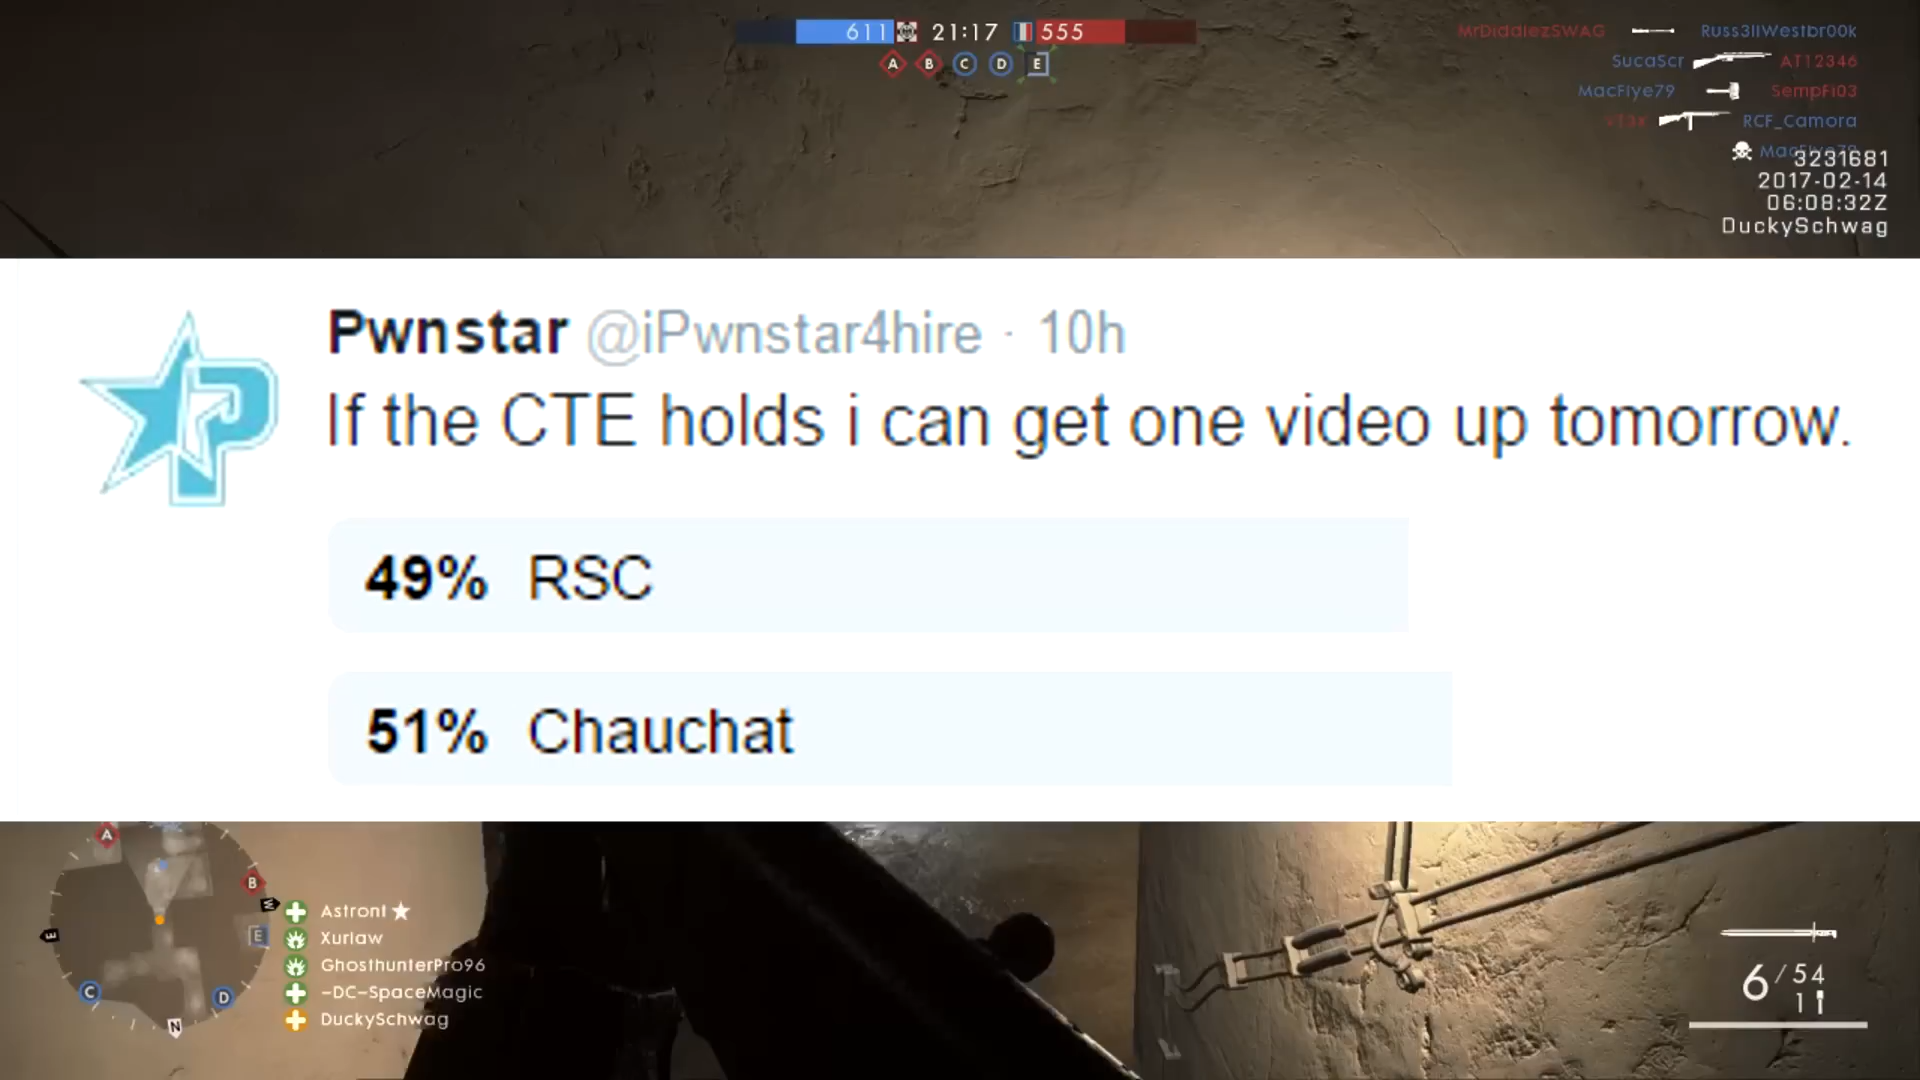 611 21:17 555
A B C D E
MrDiddlezSWAG Russ3llWestbr00k
SucaScr AT12346
MacFlye79 SempFi03
RCF_Camora
3231681
2017-02-14
06:08:32Z
DuckySchwag
Pwnstar @iPwnstar4hire · 10h
If the CTE holds i can get one video up tomorrow.
49% RSC
51% Chauchat
A
B
W
E
E
C
D
N
Astront
Xurlaw
GhosthunterPro96
-DC-SpaceMagic
DuckySchwag
6/54
1